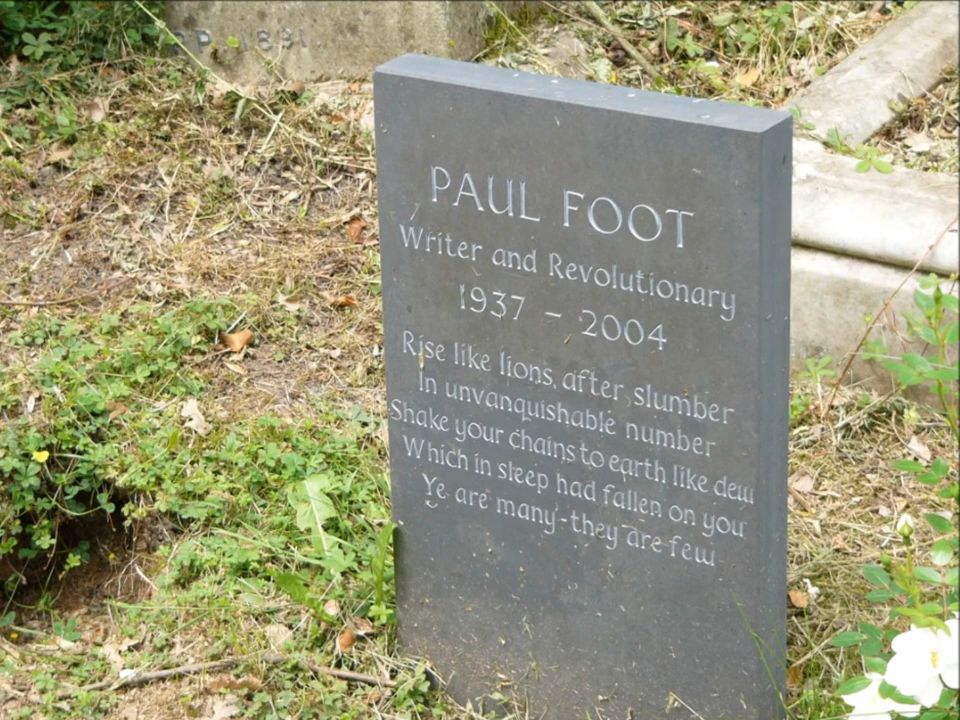 1881
PAUL FOOT
Writer and Revolutionary
1937 – 2004
Rise like lions, after slumber
In unvanquishable number
Shake your chains to earth like dew
Which in sleep had fallen on you
Ye are many - they are few